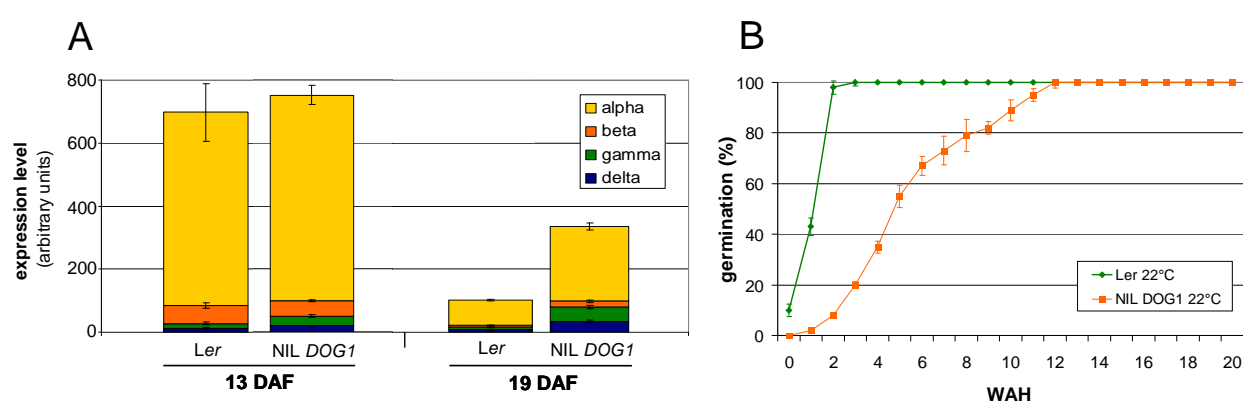 A
800
600
400
200
0
expression level
(arbitrary units)
alpha
beta
gamma
delta
Ler NIL DOG1 Ler NIL DOG1
13 DAF 19 DAF
B
100
80
60
40
20
0
germination (%)
Ler 22°C
NIL DOG1 22°C
0 2 4 6 8 10 12 14 16 18 20
WAH